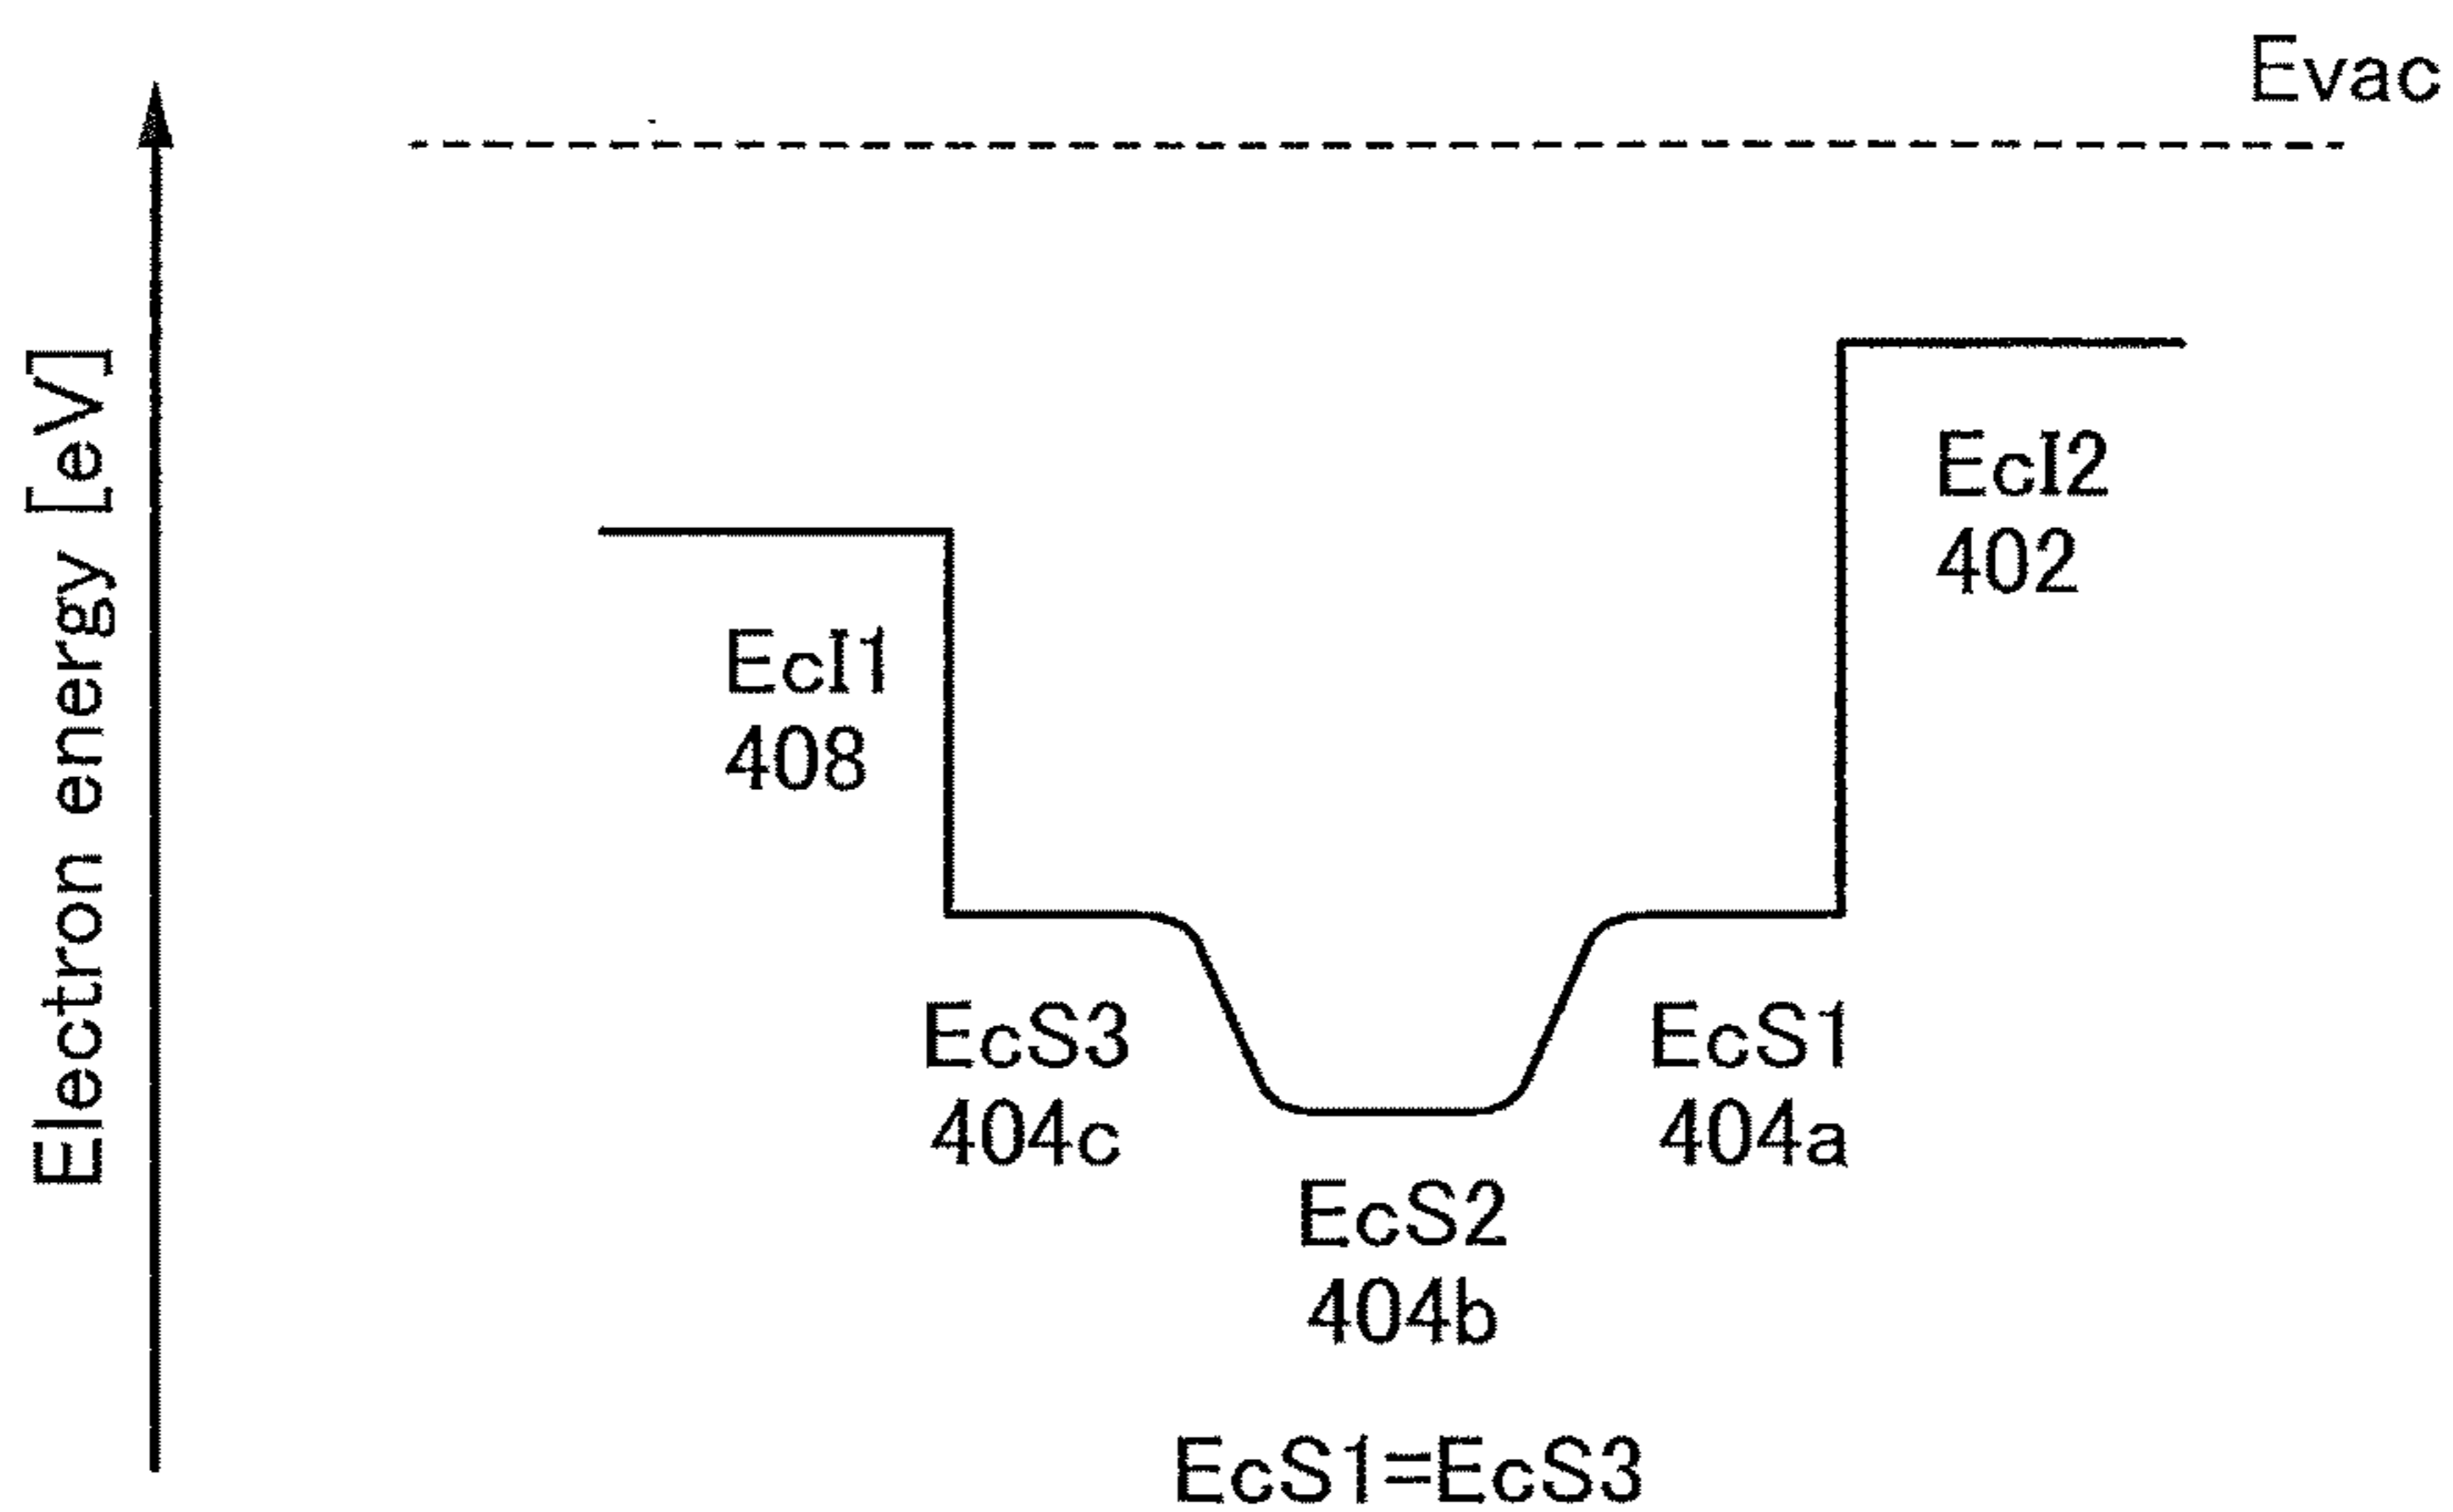 Evac
Electron energy [eV]
EcI2
402
EcI1
408
EcS3
404c
EcS1
404a
EcS2
404b
EcS1=EcS3